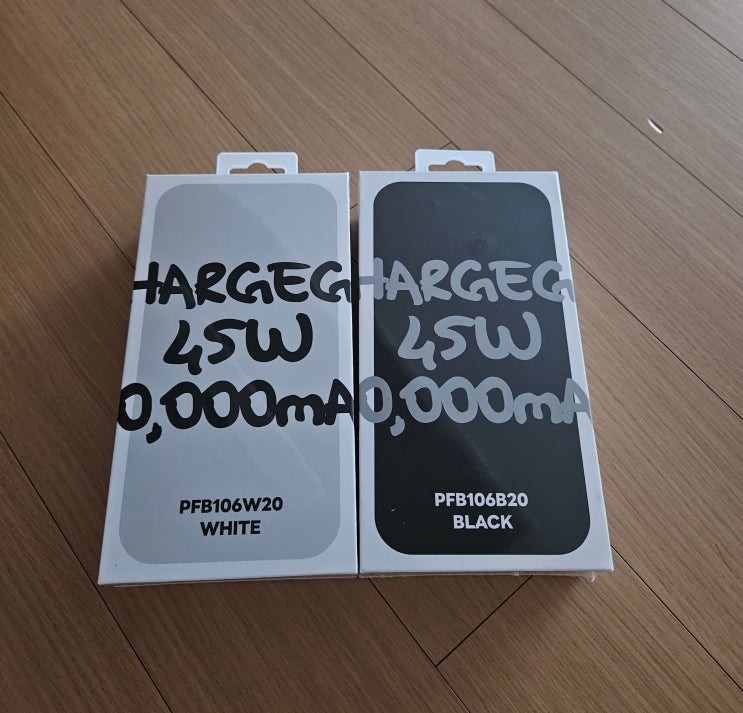 HARGEG
45W
0,000mA
PFB106W20
WHITE
HARGEG
45W
0,000mA
PFB106B20
BLACK